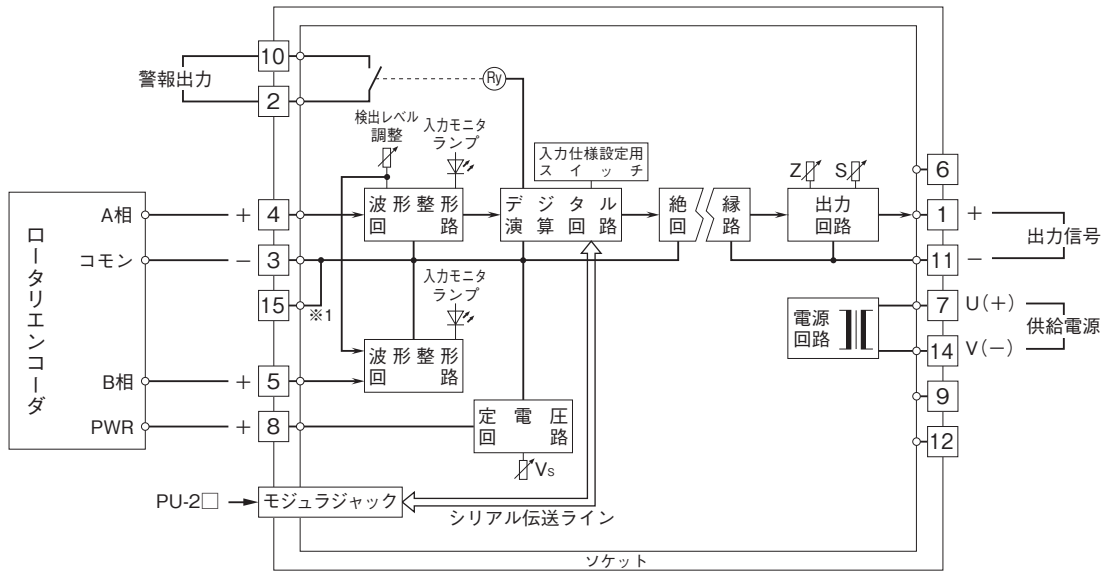 10
警報出力
2
Ry
検出レベル
調整
入力モニタ
ランプ
入力仕様設定用
スイッチ
Z
S
6
ロータリエンコーダ
A相
+
4
波形整形
回路
デジタル
演算回路
絶縁
回路
出力
回路
1
+
出力信号
コモン
−
3
11
−
15
※1
入力モニタ
ランプ
電源
回路
7
U(+)
供給電源
14
V(−)
波形整形
回路
B相
+
5
9
PWR
+
8
定電圧
回路
12
Vs
PU-2□
モジュラジャック
シリアル伝送ライン
ソケット